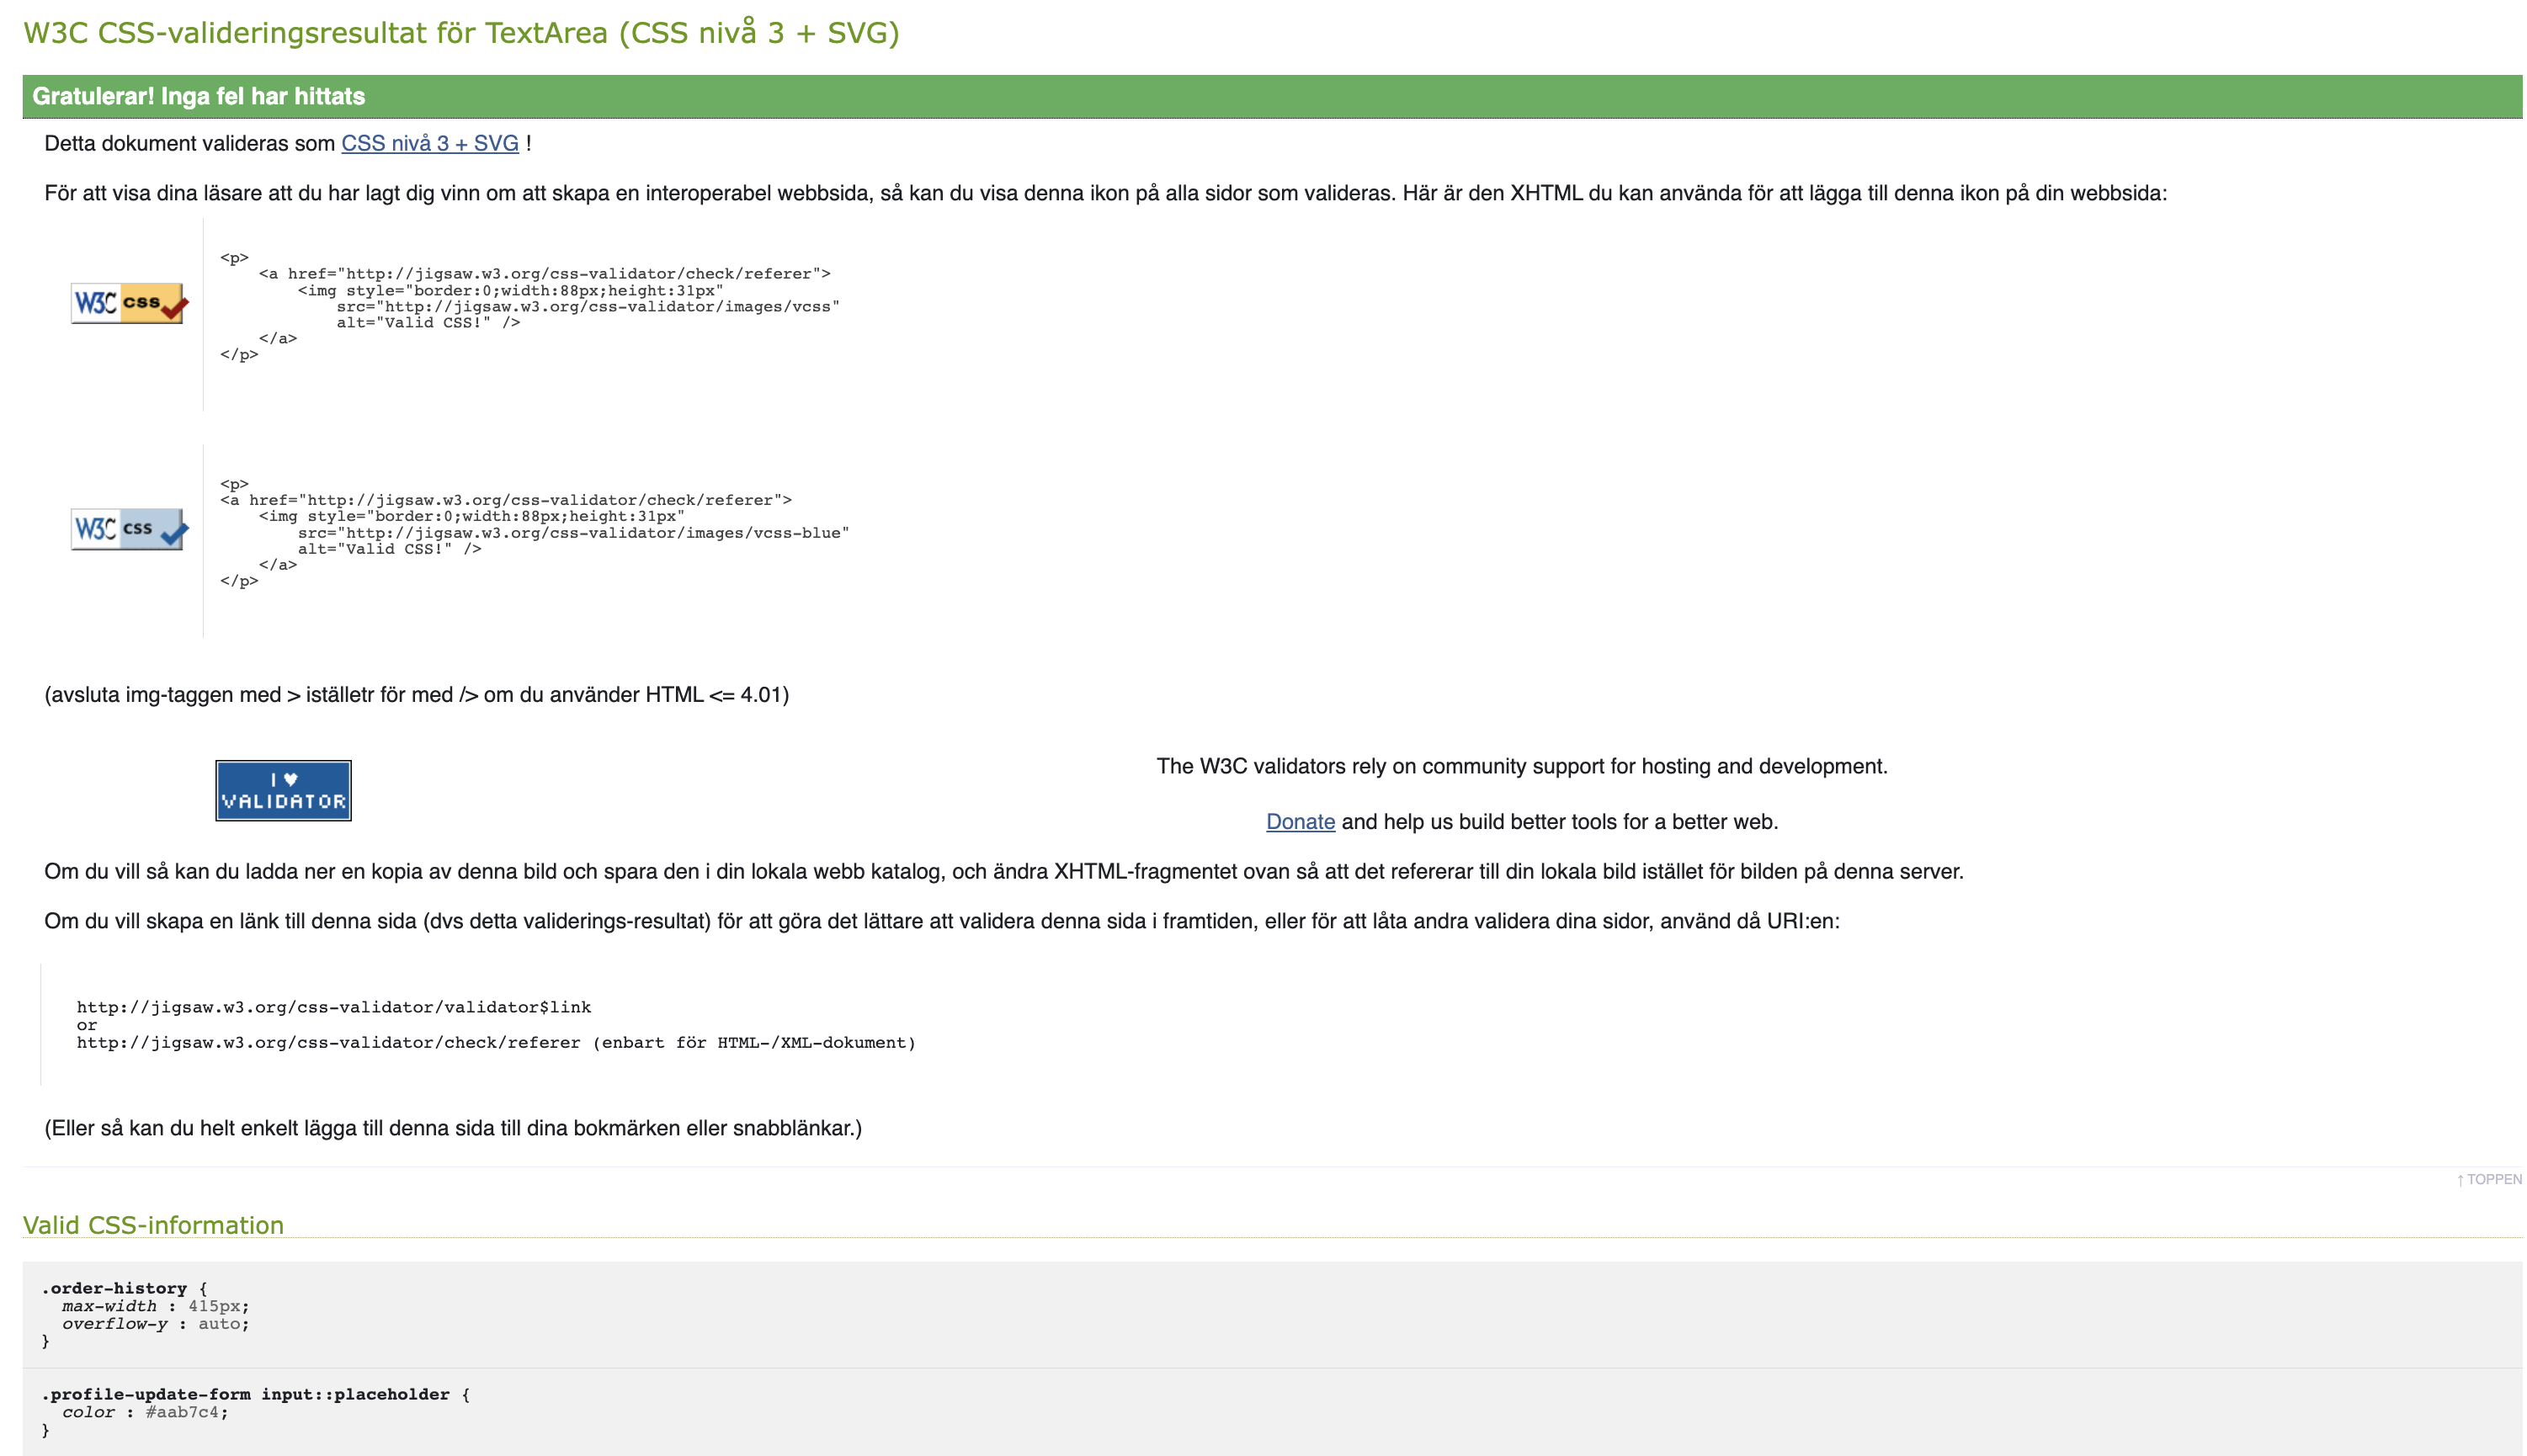 W3C CSS-valideringsresultat för TextArea (CSS nivå 3 + SVG)
Gratulerar! Inga fel har hittats
Detta dokument valideras som CSS nivå 3 + SVG !
För att visa dina läsare att du har lagt dig vinn om att skapa en interoperabel webbsida, så kan du visa denna ikon på alla sidor som valideras. Här är den XHTML du kan använda för att lägga till denna ikon på din webbsida:
W3C css
<p>
    <a href="http://jigsaw.w3.org/css-validator/check/referer">
        <img style="border:0;width:88px;height:31px"
            src="http://jigsaw.w3.org/css-validator/images/vcss"
            alt="Valid CSS!" />
    </a>
</p>
W3C css
<p>
<a href="http://jigsaw.w3.org/css-validator/check/referer">
    <img style="border:0;width:88px;height:31px"
        src="http://jigsaw.w3.org/css-validator/images/vcss-blue"
        alt="Valid CSS!" />
    </a>
</p>
(avsluta img-taggen med > iställetr för med /> om du använder HTML <= 4.01)
I ♥
VALIDATOR
The W3C validators rely on community support for hosting and development.
Donate and help us build better tools for a better web.
Om du vill så kan du ladda ner en kopia av denna bild och spara den i din lokala webb katalog, och ändra XHTML-fragmentet ovan så att det refererar till din lokala bild istället för bilden på denna server.
Om du vill skapa en länk till denna sida (dvs detta validerings-resultat) för att göra det lättare att validera denna sida i framtiden, eller för att låta andra validera dina sidor, använd då URI:en:
http://jigsaw.w3.org/css-validator/validator$link
or
http://jigsaw.w3.org/css-validator/check/referer (enbart för HTML-/XML-dokument)
(Eller så kan du helt enkelt lägga till denna sida till dina bokmärken eller snabblänkar.)
↑ TOPPEN
Valid CSS-information
.order-history {
  max-width : 415px;
  overflow-y : auto;
}
.profile-update-form input::placeholder {
  color : #aab7c4;
}